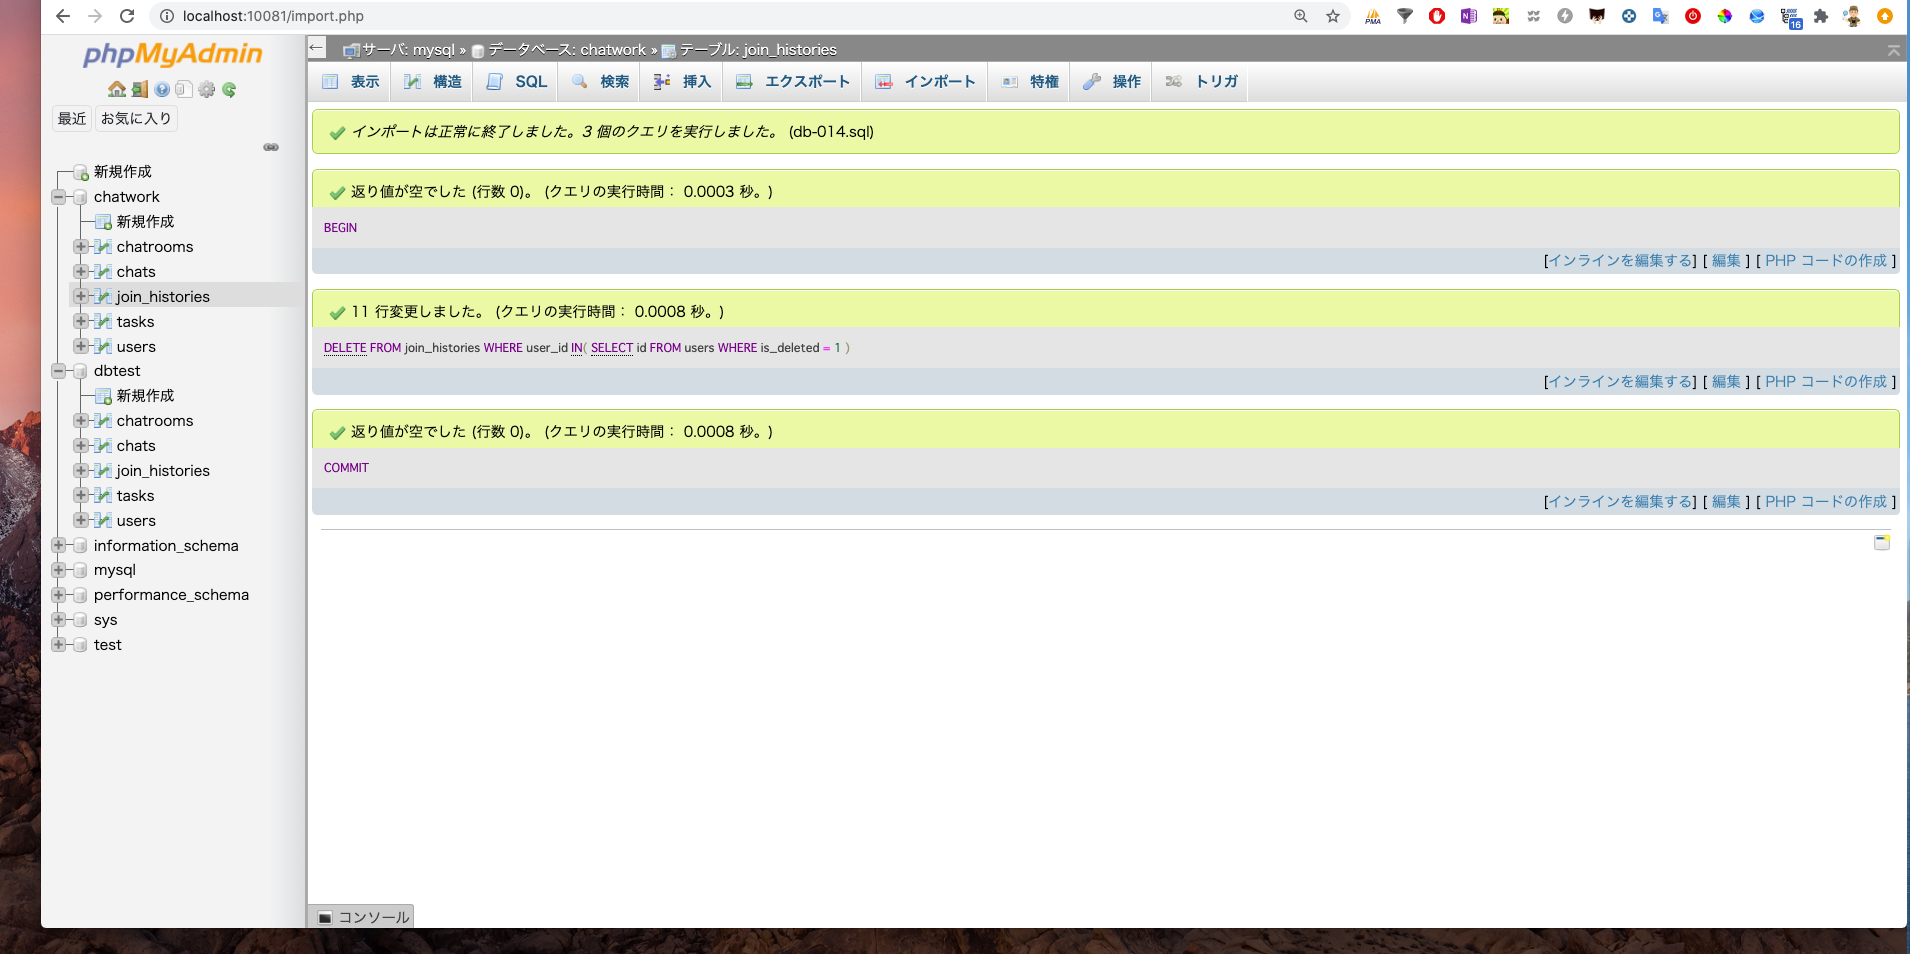 localhost:10081/import.php
PMA
N
16
phpMyAdmin
最近 お気に入り
新規作成
chatwork
新規作成
chatrooms
chats
join_histories
tasks
users
dbtest
新規作成
chatrooms
chats
join_histories
tasks
users
information_schema
mysql
performance_schema
sys
test
← サーバ: mysql » データベース: chatwork » テーブル: join_histories
表示 構造 SQL 検索 挿入 エクスポート インポート 特権 操作 トリガ
インポートは正常に終了しました。3 個のクエリを実行しました。 (db-014.sql)
返り値が空でした (行数 0)。 (クエリの実行時間： 0.0003 秒。)
BEGIN
[インラインを編集する] [ 編集 ] [ PHP コードの作成 ]
11 行変更しました。 (クエリの実行時間： 0.0008 秒。)
DELETE FROM join_histories WHERE user_id IN( SELECT id FROM users WHERE is_deleted = 1 )
[インラインを編集する] [ 編集 ] [ PHP コードの作成 ]
返り値が空でした (行数 0)。 (クエリの実行時間： 0.0008 秒。)
COMMIT
[インラインを編集する] [ 編集 ] [ PHP コードの作成 ]
コンソール